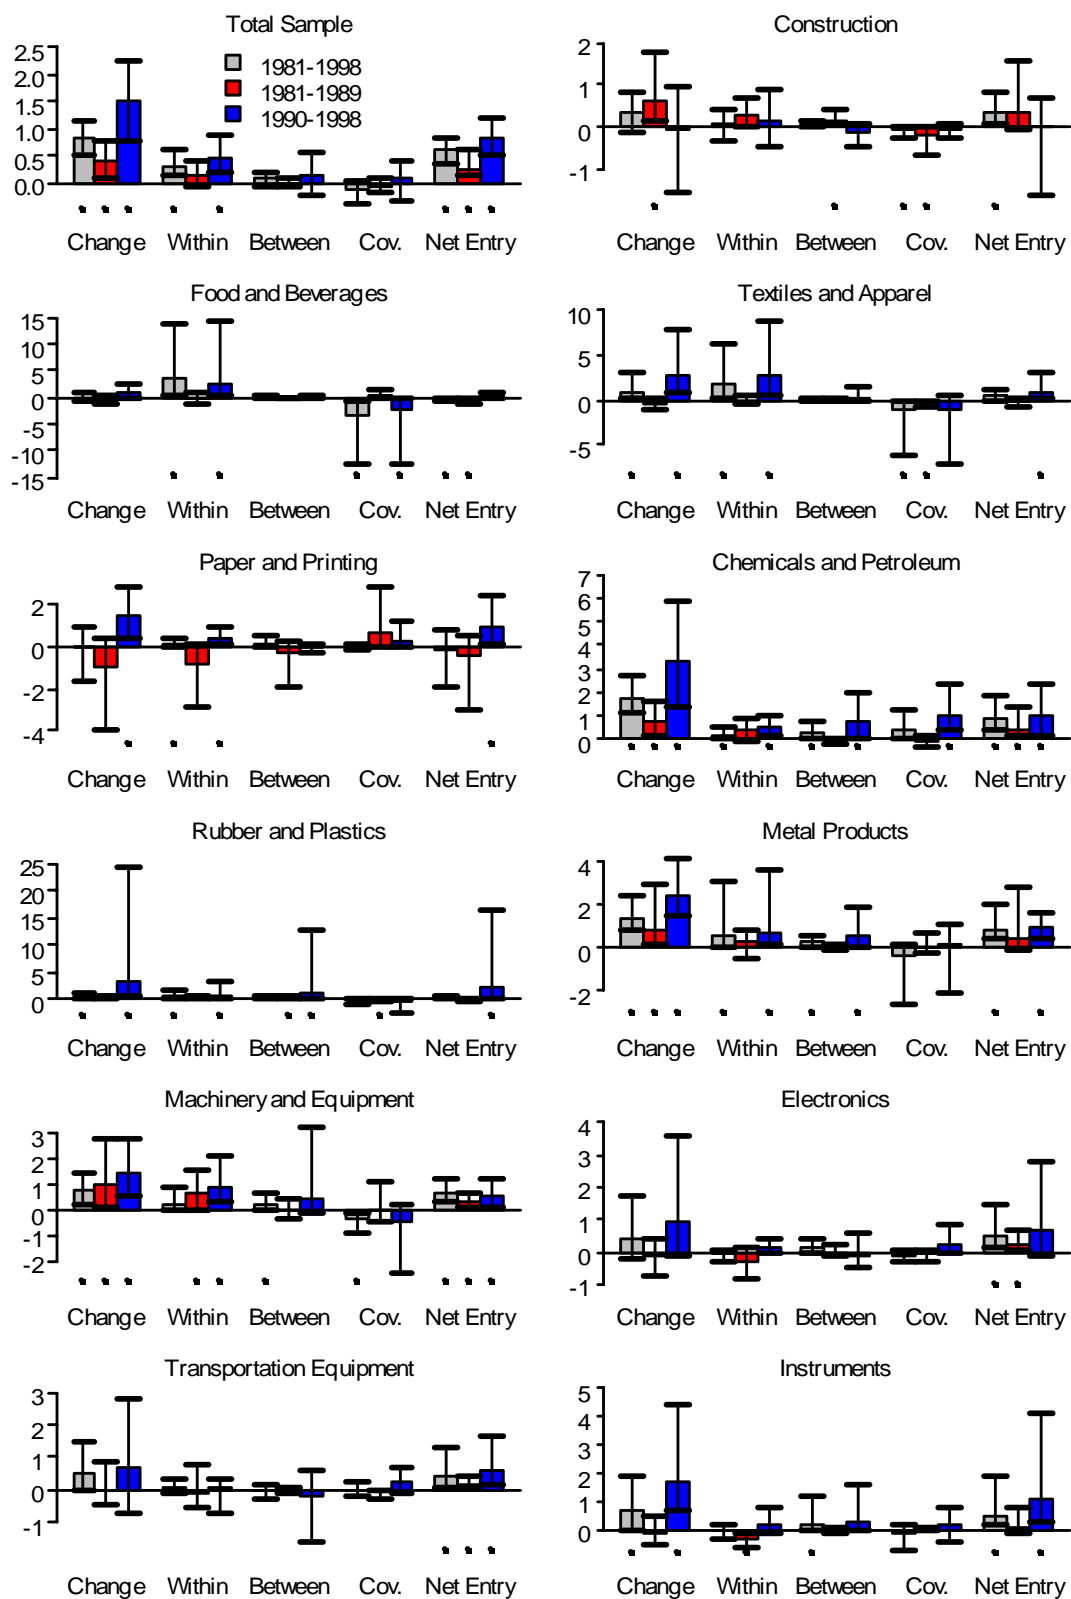 Total Sample
2.5
2.0
1.5
1.0
0.5
0.0
1981-1998
1981-1989
1990-1998
Change Within Between Cov. Net Entry
Construction
2
1
0
-1
Change Within Between Cov. Net Entry
Food and Beverages
15
10
5
0
-5
-10
-15
Change Within Between Cov. Net Entry
Textiles and Apparel
10
5
0
-5
Change Within Between Cov. Net Entry
Paper and Printing
2
0
-2
-4
Change Within Between Cov. Net Entry
Chemicals and Petroleum
7
6
5
4
3
2
1
0
Change Within Between Cov. Net Entry
Rubber and Plastics
25
20
15
10
5
0
Change Within Between Cov. Net Entry
Metal Products
4
2
0
-2
Change Within Between Cov. Net Entry
Machinery and Equipment
3
2
1
0
-1
-2
Change Within Between Cov. Net Entry
Electronics
4
3
2
1
0
-1
Change Within Between Cov. Net Entry
Transportation Equipment
3
2
1
0
-1
Change Within Between Cov. Net Entry
Instruments
5
4
3
2
1
0
Change Within Between Cov. Net Entry